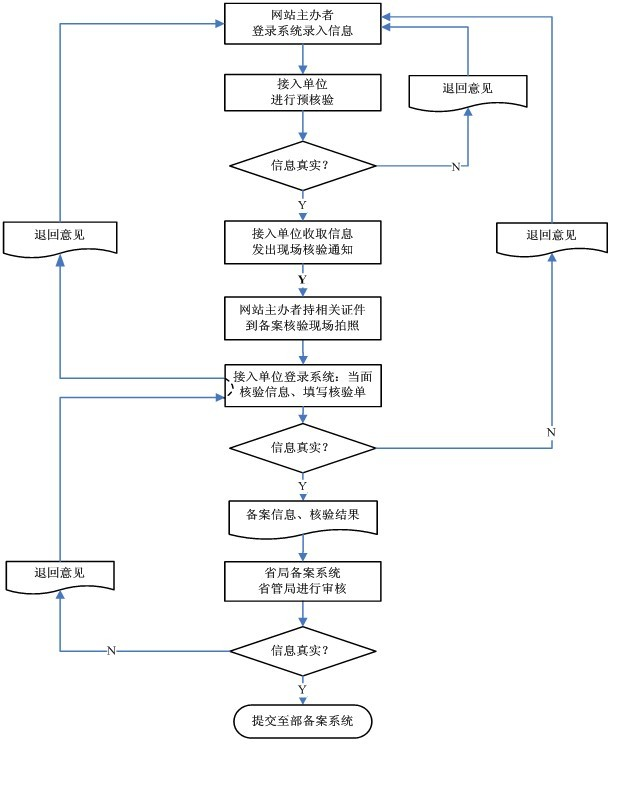 网站主办者
登录系统录入信息
接入单位
进行预核验
退回意见
信息真实？
N
Y
退回意见
接入单位收取信息
发出现场核验通知
退回意见
Y
网站主办者持相关证件
到备案核验现场拍照
接入单位登录系统：当面
核验信息、填写核验单
N
信息真实？
Y
备案信息、核验结果
退回意见
省局备案系统
省管局进行审核
N
信息真实？
Y
提交至部备案系统